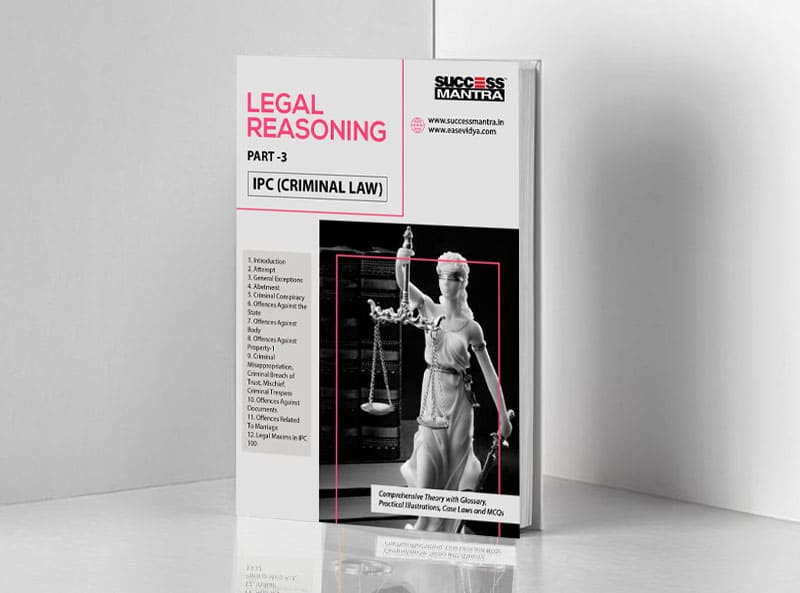 SUCCESS
MANTRA
LEGAL
REASONING
www.successmantra.in
www.easevidya.com
PART -3
IPC (CRIMINAL LAW)
1. Introduction
2. Attempt
3. General Exceptions
4. Abetment
5. Criminal Conspiracy
6. Offences Against the
State
7. Offences Against
Body
8. Offences Against
Property-1
9. Criminal
Misappropriation,
Criminal Breach of
Trust, Mischief,
Criminal Trespass
10. Offences Against
Documents
11. Offences Related
To Marriage
12. Legal Maxims in IPC
100
Comprehensive Theory with Glossary,
Practical Illustrations, Case Laws and MCQs